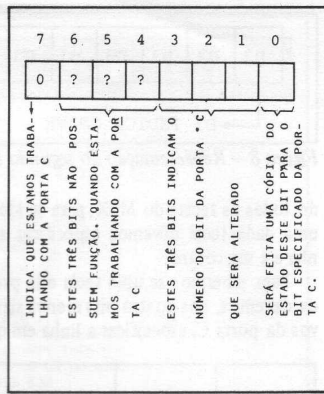 7 6 5 4 3 2 1 0
0 ? ? ?
INDICA QUE ESTAMOS TRABA-
LHANDO COM A PORTA C
ESTES TRÊS BITS NÃO POS-
SUEM FUNÇÃO, QUANDO ESTA-
MOS TRABALHANDO COM A POR
TA C
ESTES TRÊS BITS INDICAM O
NÚMERO DO BI DA PORTA "C
QUE SERÁ ALTERADO
SERÁ FEITA UMA CÓPIA DO
ESTADO DESTE BIT PARA O
BIT ESPECIFICADO DA POR-
TA C.